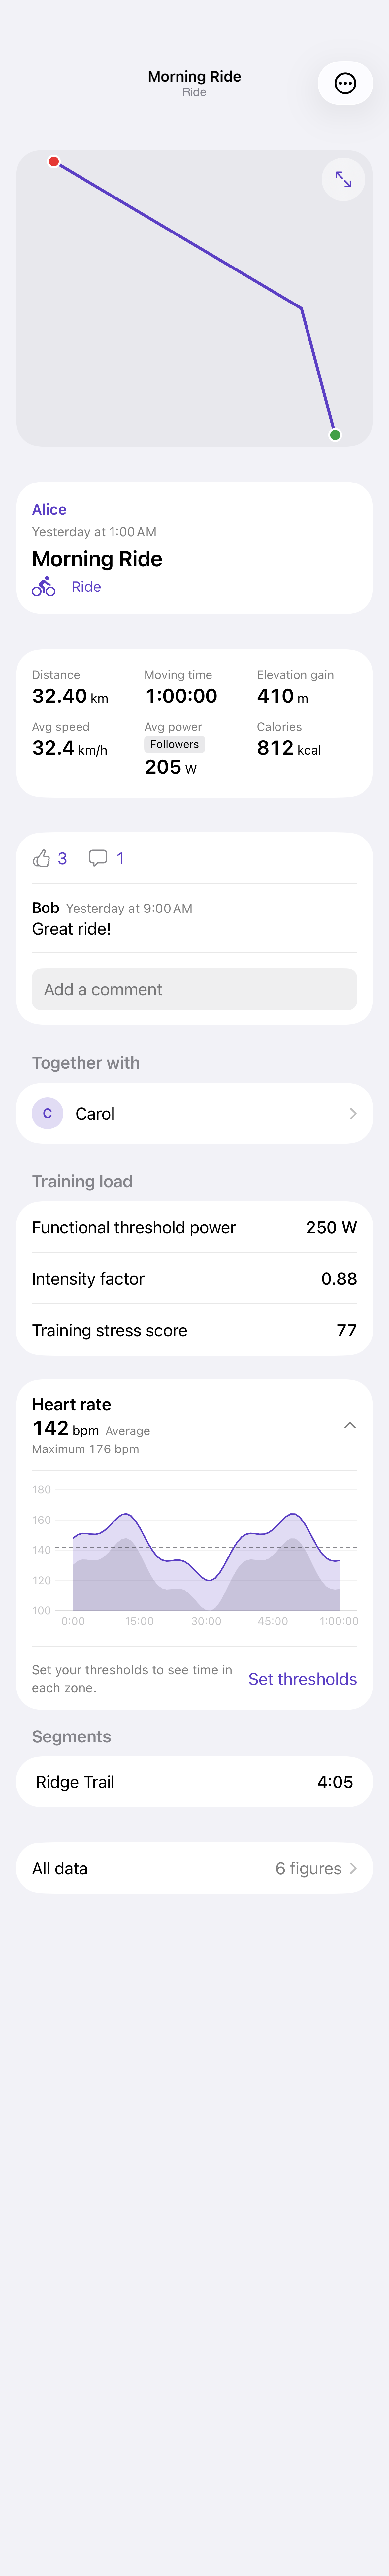 Morning Ride
Ride
Alice
Yesterday at 1:00 AM
Morning Ride
Ride
Distance Moving time Elevation gain
32.40 km 1:00:00 410 m
Avg speed Avg power Calories
32.4 km/h Followers 812 kcal
205 W
3 1
Bob Yesterday at 9:00 AM
Great ride!
Add a comment
Together with
C Carol
Training load
Functional threshold power 250 W
Intensity factor 0.88
Training stress score 77
Heart rate
142 bpm Average
Maximum 176 bpm
180
160
140
120
100
0:00 15:00 30:00 45:00 1:00:00
Set your thresholds to see time in
each zone.
Set thresholds
Segments
Ridge Trail 4:05
All data 6 figures